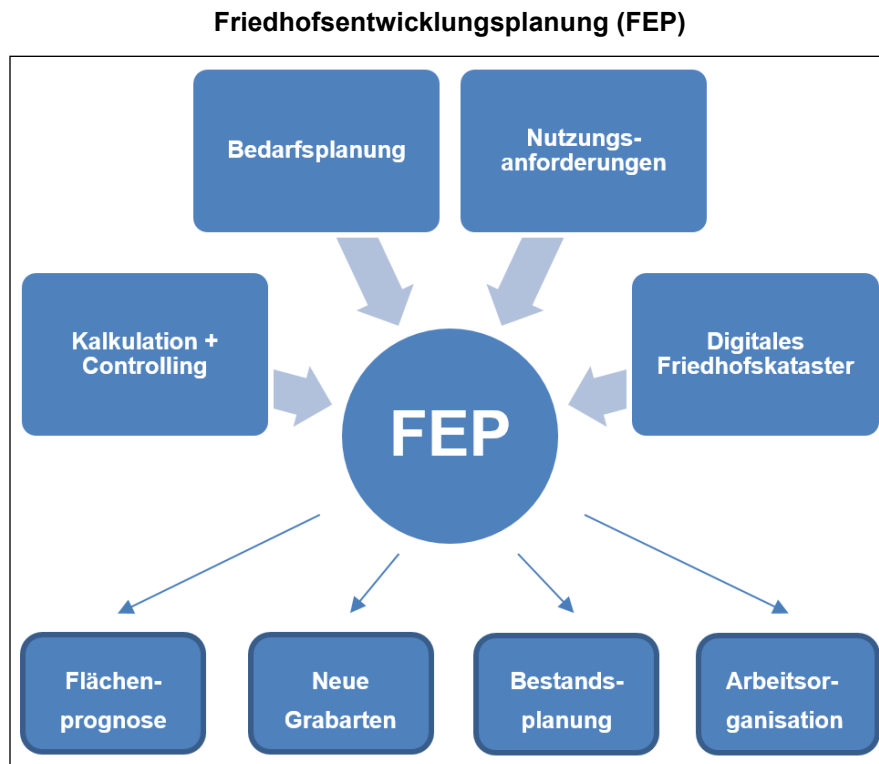 Friedhofsentwicklungsplanung (FEP)
Bedarfsplanung
Nutzungs-
anforderungen
Kalkulation +
Controlling
Digitales
Friedhofskataster
FEP
Flächen-
prognose
Neue
Grabarten
Bestands-
planung
Arbeitsor-
ganisation